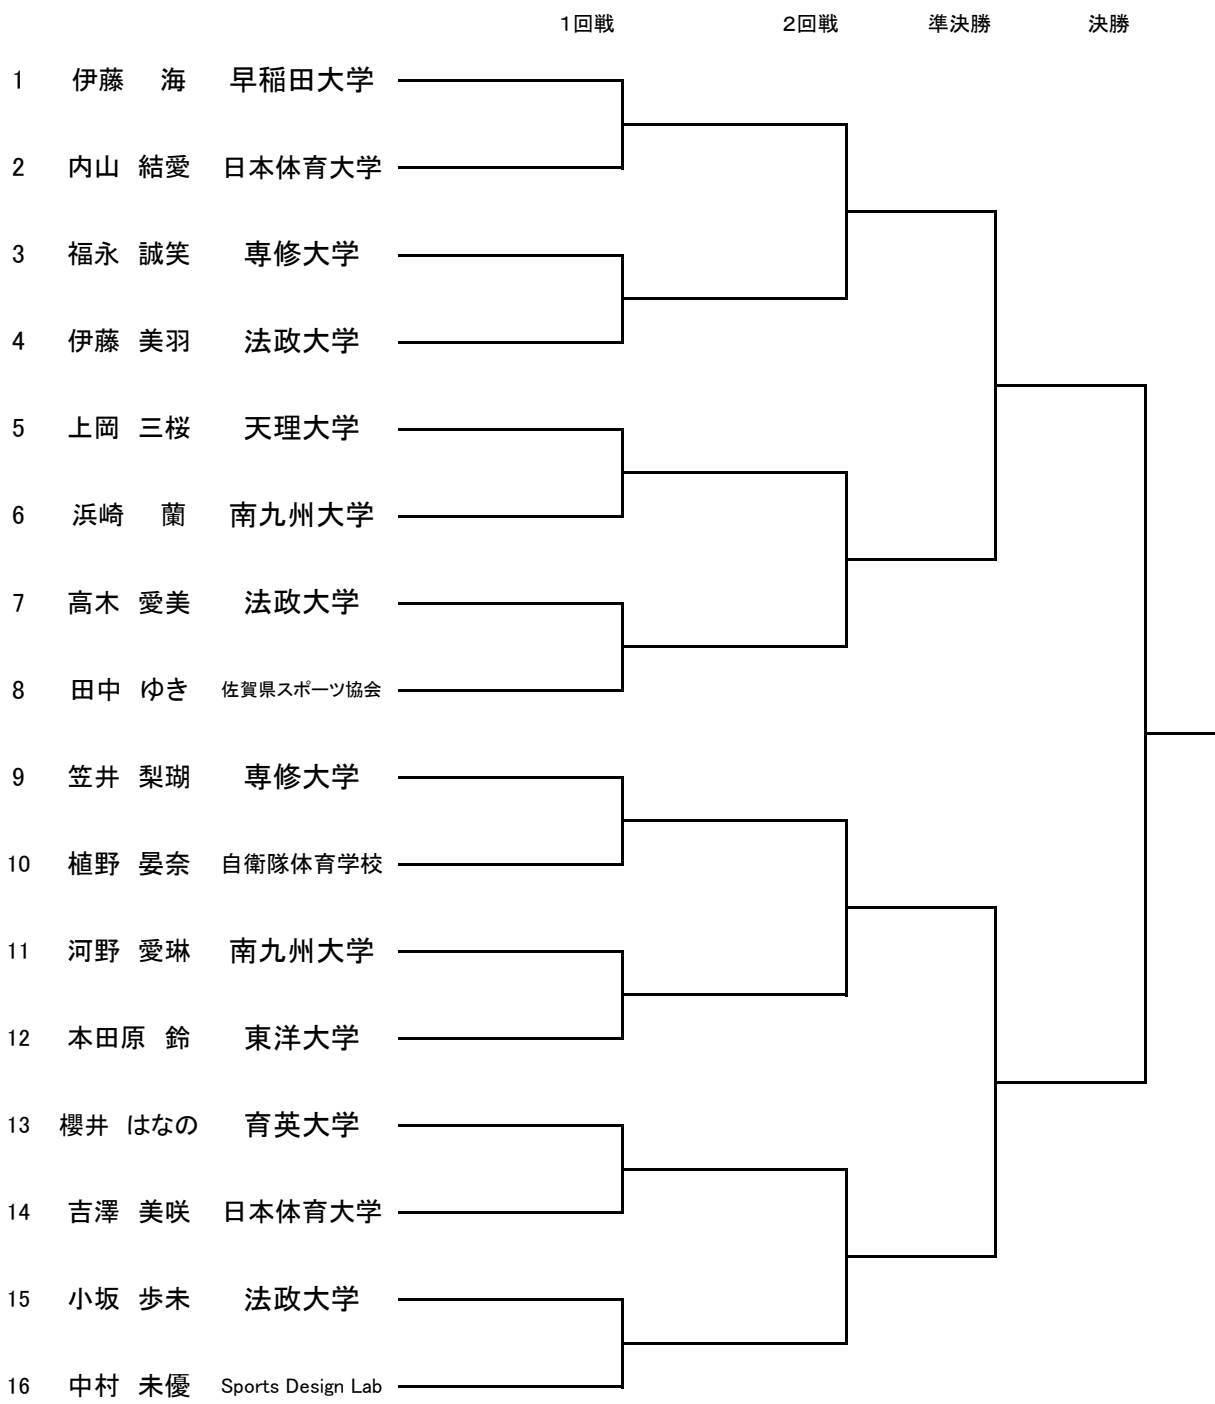 1回戦 2回戦 準決勝 決勝
1 伊藤 海 早稲田大学
2 内山 結愛 日本体育大学
3 福永 誠笑 専修大学
4 伊藤 美羽 法政大学
5 上岡 三桜 天理大学
6 浜崎 蘭 南九州大学
7 高木 愛美 法政大学
8 田中 ゆき 佐賀県スポーツ協会
9 笠井 梨瑚 専修大学
10 植野 晏奈 自衛隊体育学校
11 河野 愛琳 南九州大学
12 本田原 鈴 東洋大学
13 櫻井 はなの 育英大学
14 吉澤 美咲 日本体育大学
15 小坂 歩未 法政大学
16 中村 未優 Sports Design Lab